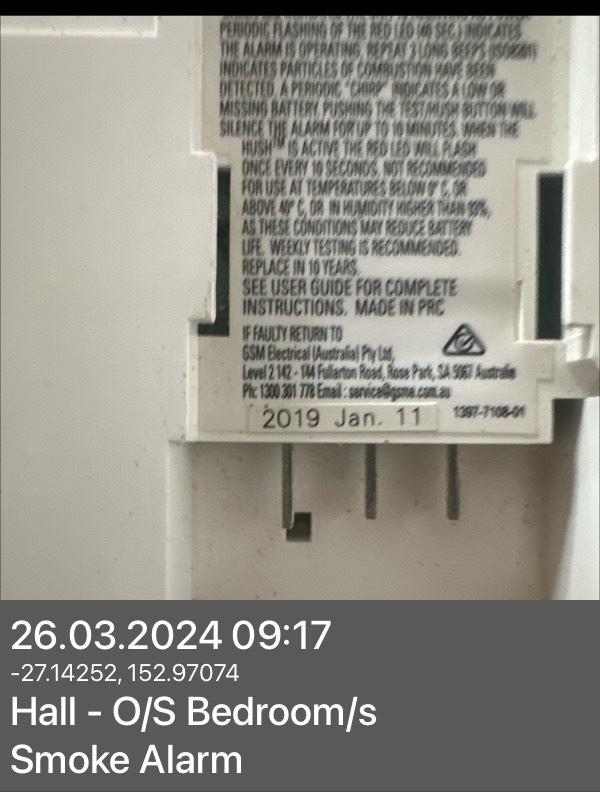 PERIODIC FLASHING OF THE RED LED (40 SEC.) INDICATES
THE ALARM IS OPERATING, REPEAT 3 LONG BEEPS (ISO8201)
INDICATES PARTICLES OF COMBUSTION HAVE BEEN
DETECTED. A PERIODIC "CHIRP" INDICATES A LOW OR
MISSING BATTERY. PUSHING THE TEST/HUSH BUTTON WILL
SILENCE THE ALARM FOR UP TO 10 MINUTES. WHEN THE
HUSH™ IS ACTIVE THE RED LED WILL FLASH
ONCE EVERY 10 SECONDS. NOT RECOMMENDED
FOR USE AT TEMPERATURES BELOW 0° C, OR
ABOVE 40° C, OR IN HUMIDITY HIGHER THAN 93%,
AS THESE CONDITIONS MAY REDUCE BATTERY
LIFE. WEEKLY TESTING IS RECOMMENDED.
REPLACE IN 10 YEARS.
SEE USER GUIDE FOR COMPLETE
INSTRUCTIONS. MADE IN PRC
IF FAULTY RETURN TO
GSM Electrical (Australia) Pty Ltd,
Level 2 142 - 144 Fullarton Road, Rose Park, SA 5067 Australia
Ph: 1300 301 778 Email : service@gsme.com.au
2019 Jan. 11 1397-7108-01
26.03.2024 09:17
-27.14252, 152.97074
Hall - O/S Bedroom/s
Smoke Alarm